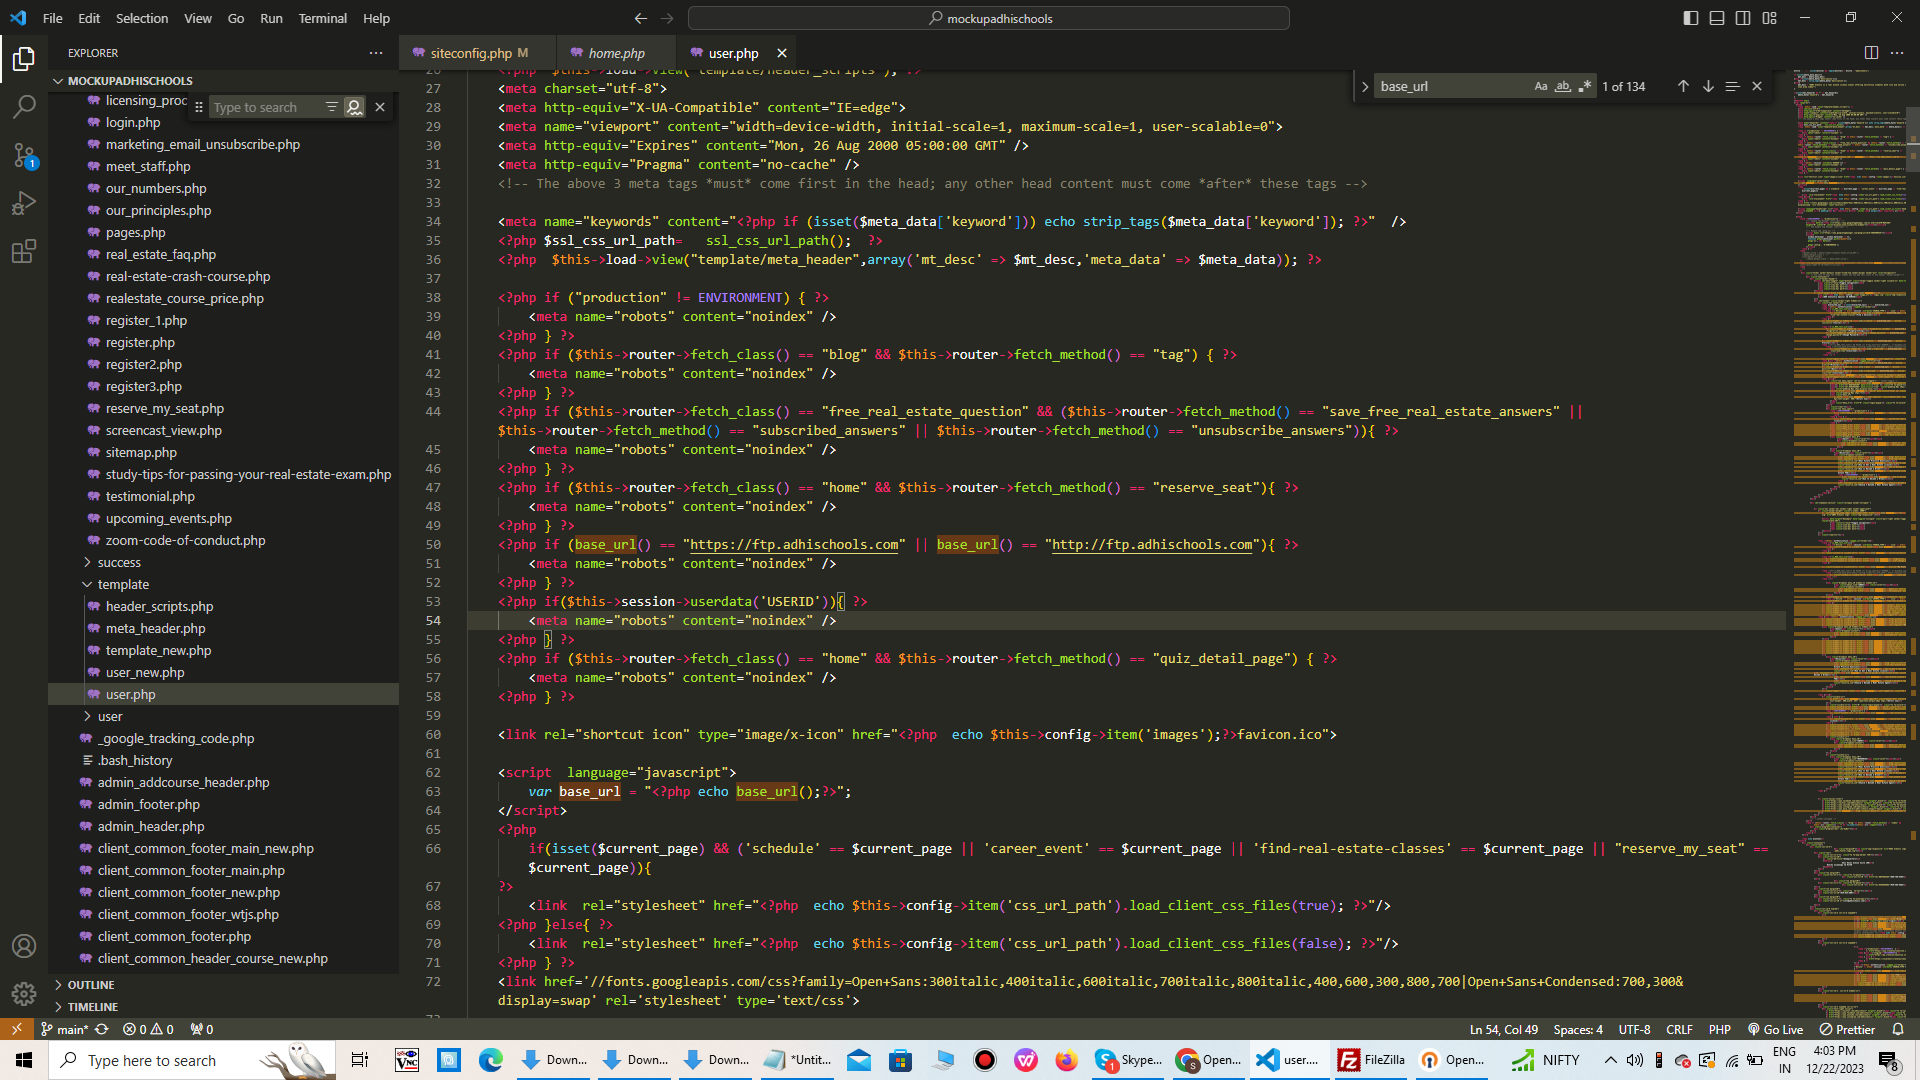 File Edit Selection View Go Run Terminal Help
mockupadhischools
EXPLORER
MOCKUPADHISCHOOLS
Type to search
login.php
marketing_email_unsubscribe.php
meet_staff.php
our_numbers.php
our_principles.php
pages.php
real_estate_faq.php
real-estate-crash-course.php
realestate_course_price.php
register_1.php
register.php
register2.php
register3.php
reserve_my_seat.php
screencast_view.php
sitemap.php
study-tips-for-passing-your-real-estate-exam.php
testimonial.php
upcoming_events.php
zoom-code-of-conduct.php
success
template
header_scripts.php
meta_header.php
template_new.php
user_new.php
user.php
user
_google_tracking_code.php
.bash_history
admin_addcourse_header.php
admin_footer.php
admin_header.php
client_common_footer_main_new.php
client_common_footer_main.php
client_common_footer_new.php
client_common_footer_wtjs.php
client_common_footer.php
client_common_header_course_new.php
OUTLINE
TIMELINE
siteconfig.php M home.php user.php
base_url Aa ab 1 of 134
27 <meta charset="utf-8">
28 <meta http-equiv="X-UA-Compatible" content="IE=edge">
29 <meta name="viewport" content="width=device-width, initial-scale=1, maximum-scale=1, user-scalable=0">
30 <meta http-equiv="Expires" content="Mon, 26 Aug 2000 05:00:00 GMT" />
31 <meta http-equiv="Pragma" content="no-cache" />
32 <!-- The above 3 meta tags *must* come first in the head; any other head content must come *after* these tags -->
33
34 <meta name="keywords" content="<?php if (isset($meta_data['keyword'])) echo strip_tags($meta_data['keyword']); ?>"  />
35 <?php $ssl_css_url_path=   ssl_css_url_path();  ?>
36 <?php  $this->load->view("template/meta_header",array('mt_desc' => $mt_desc,'meta_data' => $meta_data)); ?>
37
38 <?php if ("production" != ENVIRONMENT) { ?>
39 <meta name="robots" content="noindex" />
40 <?php } ?>
41 <?php if ($this->router->fetch_class() == "blog" && $this->router->fetch_method() == "tag") { ?>
42 <meta name="robots" content="noindex" />
43 <?php } ?>
44 <?php if ($this->router->fetch_class() == "free_real_estate_question" && ($this->router->fetch_method() == "save_free_real_estate_answers" ||
$this->router->fetch_method() == "subscribed_answers" || $this->router->fetch_method() == "unsubscribe_answers")){ ?>
45 <meta name="robots" content="noindex" />
46 <?php } ?>
47 <?php if ($this->router->fetch_class() == "home" && $this->router->fetch_method() == "reserve_seat"){ ?>
48 <meta name="robots" content="noindex" />
49 <?php } ?>
50 <?php if (base_url() == "https://ftp.adhischools.com" || base_url() == "http://ftp.adhischools.com"){ ?>
51 <meta name="robots" content="noindex" />
52 <?php } ?>
53 <?php if($this->session->userdata('USERID')){ ?>
54 <meta name="robots" content="noindex" />
55 <?php } ?>
56 <?php if ($this->router->fetch_class() == "home" && $this->router->fetch_method() == "quiz_detail_page") { ?>
57 <meta name="robots" content="noindex" />
58 <?php } ?>
59
60 <link rel="shortcut icon" type="image/x-icon" href="<?php  echo $this->config->item('images');?>favicon.ico">
61
62 <script  language="javascript">
63 var base_url = "<?php echo base_url();?>";
64 </script>
65 <?php
66 if(isset($current_page) && ('schedule' == $current_page || 'career_event' == $current_page || 'find-real-estate-classes' == $current_page || "reserve_my_seat" ==
$current_page)){
67 ?>
68 <link  rel="stylesheet" href="<?php  echo $this->config->item('css_url_path').load_client_css_files(true); ?>"/>
69 <?php }else{ ?>
70 <link  rel="stylesheet" href="<?php  echo $this->config->item('css_url_path').load_client_css_files(false); ?>"/>
71 <?php } ?>
72 <link href='//fonts.googleapis.com/css?family=Open+Sans:300italic,400italic,600italic,700italic,800italic,400,600,300,800,700|Open+Sans+Condensed:700,300&
display=swap' rel='stylesheet' type='text/css'>
main* 0 0 0
Ln 54, Col 49 Spaces: 4 UTF-8 CRLF PHP Go Live Prettier
Type here to search
Down... Down... Down... *Untit... Skype... Open... user.... FileZilla Open... NIFTY
ENG
IN
4:03 PM
12/22/2023
8